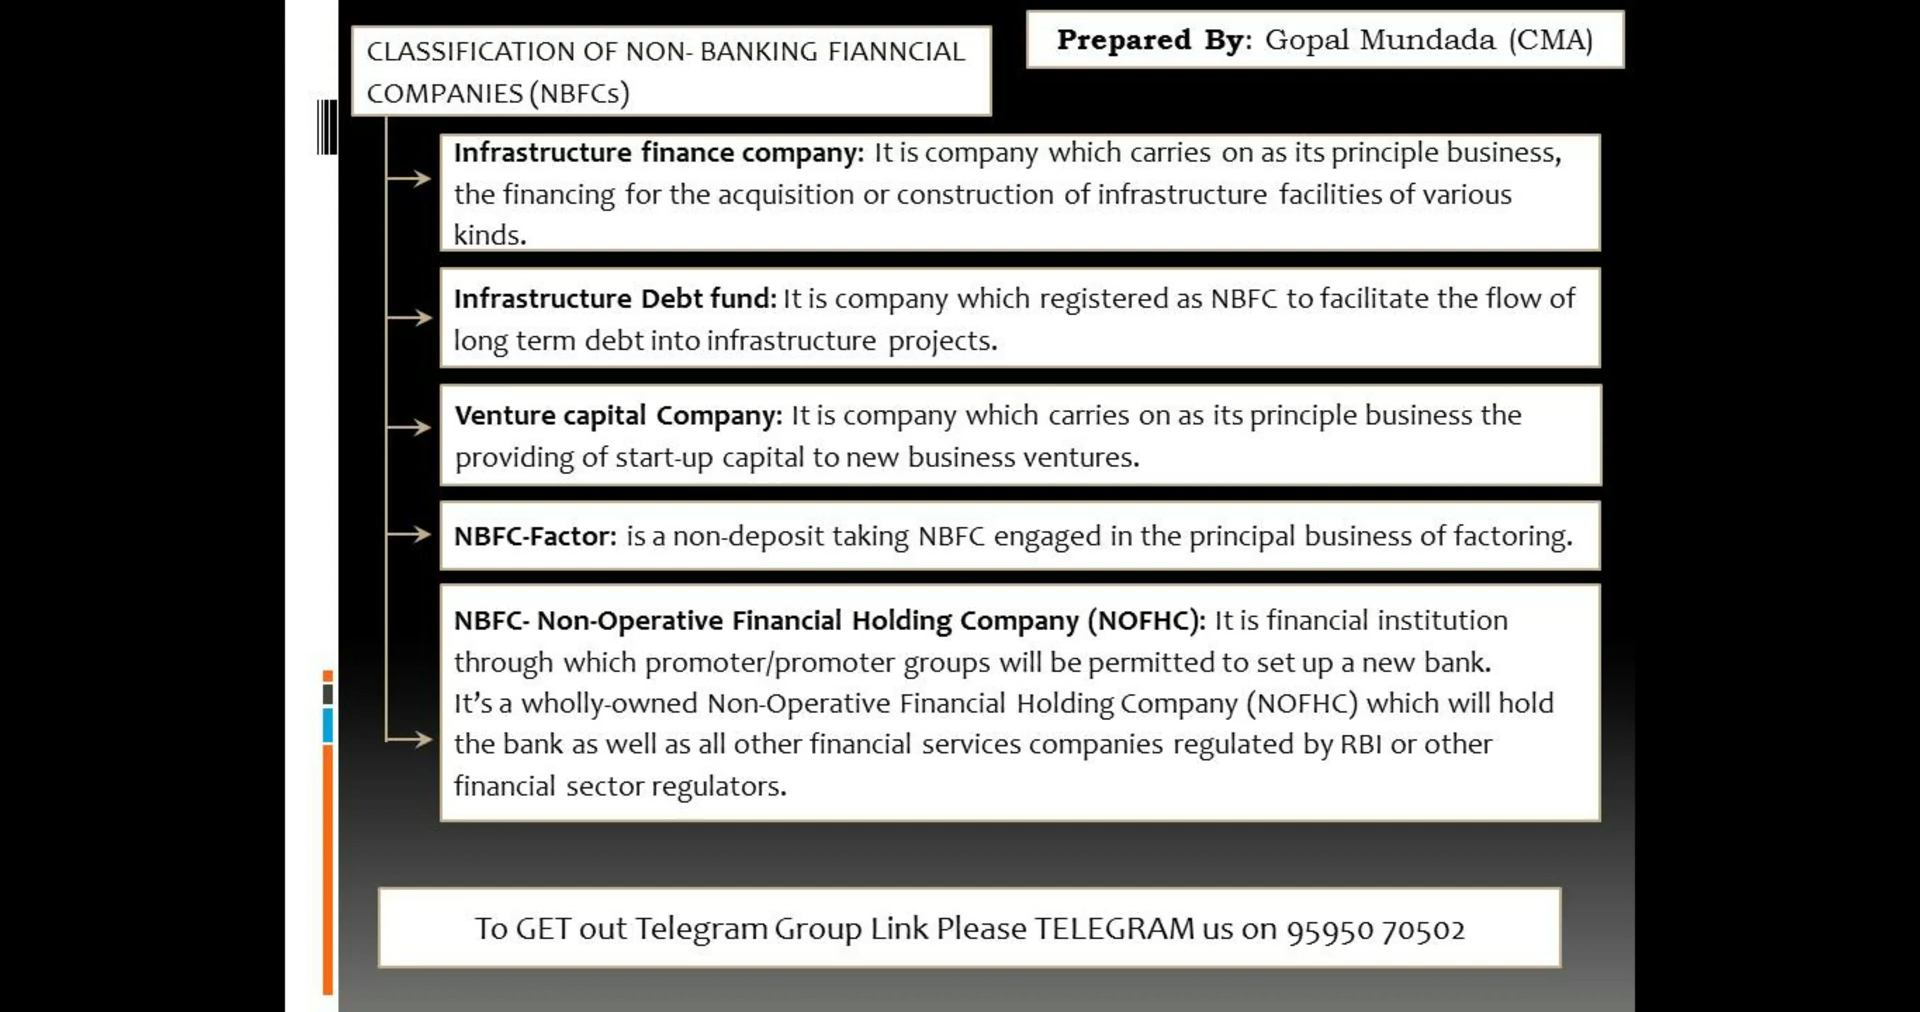 CLASSIFICATION OF NON- BANKING FIANNCIAL
COMPANIES (NBFCs)
Prepared By: Gopal Mundada (CMA)
Infrastructure finance company: It is company which carries on as its principle business,
the financing for the acquisition or construction of infrastructure facilities of various
kinds.
Infrastructure Debt fund: It is company which registered as NBFC to facilitate the flow of
long term debt into infrastructure projects.
Venture capital Company: It is company which carries on as its principle business the
providing of start-up capital to new business ventures.
NBFC-Factor: is a non-deposit taking NBFC engaged in the principal business of factoring.
NBFC- Non-Operative Financial Holding Company (NOFHC): It is financial institution
through which promoter/promoter groups will be permitted to set up a new bank.
It’s a wholly-owned Non-Operative Financial Holding Company (NOFHC) which will hold
the bank as well as all other financial services companies regulated by RBI or other
financial sector regulators.
To GET out Telegram Group Link Please TELEGRAM us on 95950 70502